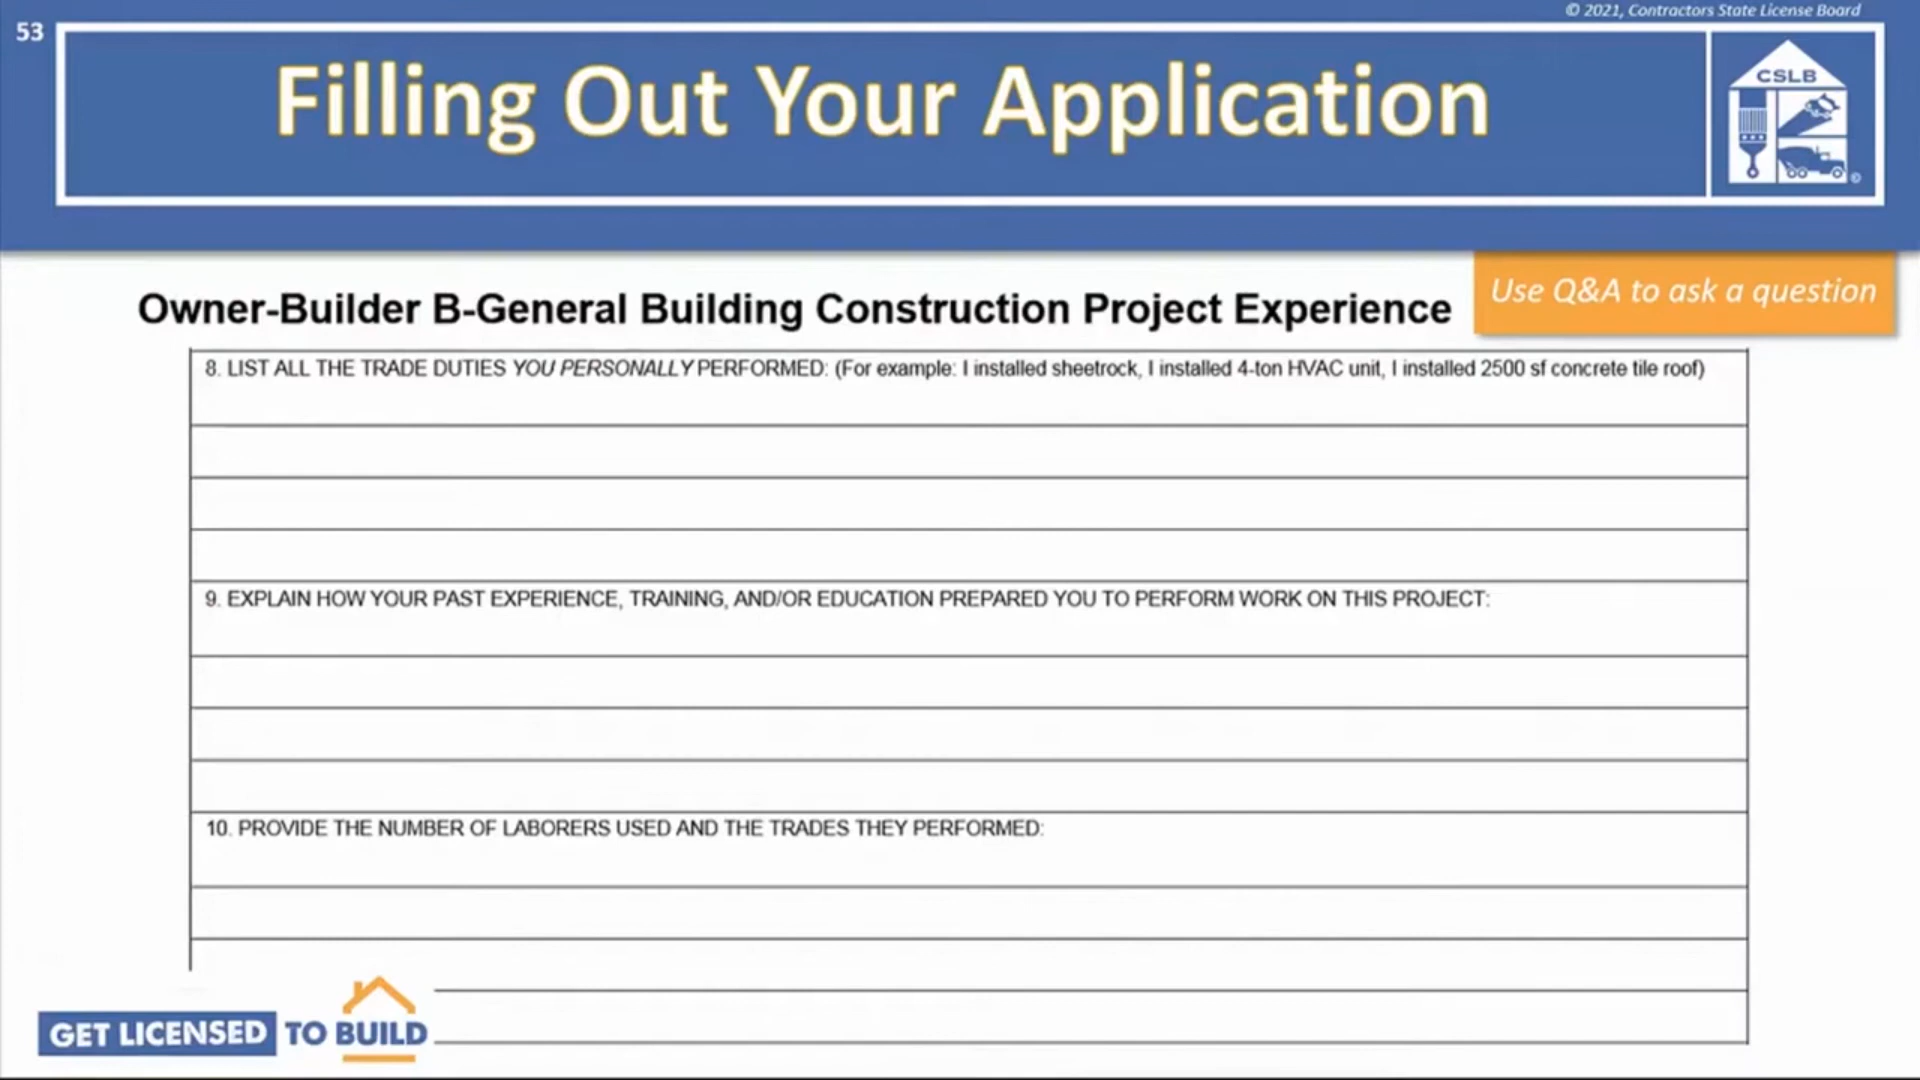 © 2021, Contractors State License Board
53
Filling Out Your Application
CSLB
©
Use Q&A to ask a question
Owner-Builder B-General Building Construction Project Experience
8. LIST ALL THE TRADE DUTIES YOU PERSONALLY PERFORMED: (For example: I installed sheetrock, I installed 4-ton HVAC unit, I installed 2500 sf concrete tile roof)
9. EXPLAIN HOW YOUR PAST EXPERIENCE, TRAINING, AND/OR EDUCATION PREPARED YOU TO PERFORM WORK ON THIS PROJECT:
10. PROVIDE THE NUMBER OF LABORERS USED AND THE TRADES THEY PERFORMED:
GET LICENSED TO BUILD